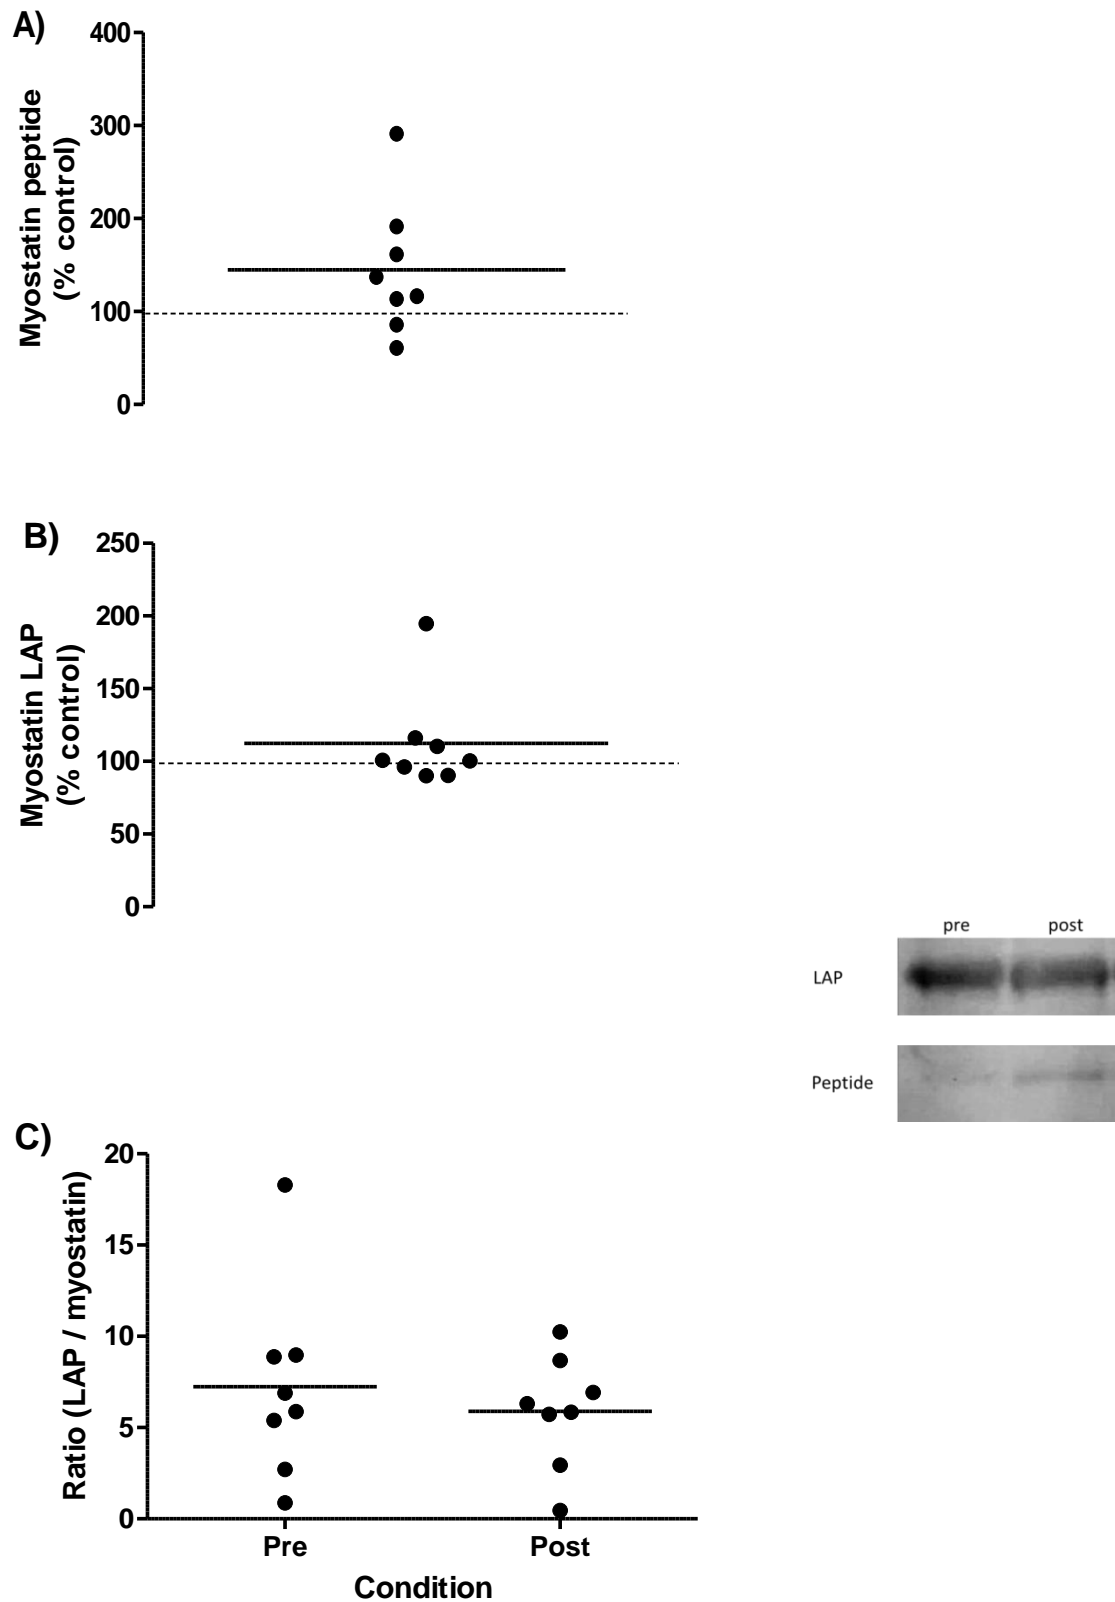 A)
Myostatin peptide
(% control)
400
300
200
100
0
B)
Myostatin LAP
(% control)
250
200
150
100
50
0
pre post
LAP
Peptide
C)
Ratio (LAP / myostatin)
20
15
10
5
0
Pre Post
Condition